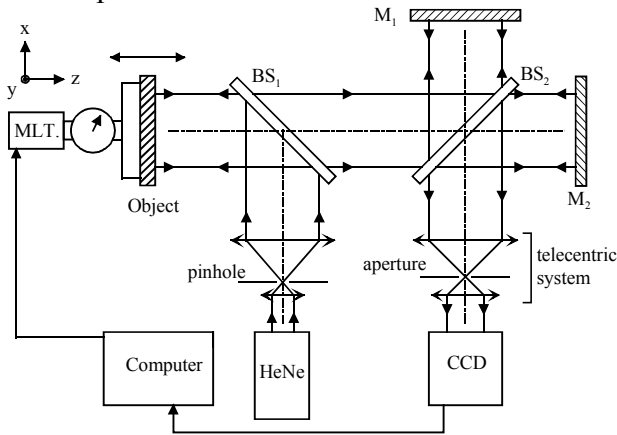 x
M1
BS1
BS2
y
z
MLT.
Object
M2
pinhole
aperture
telecentric
system
Computer
HeNe
CCD